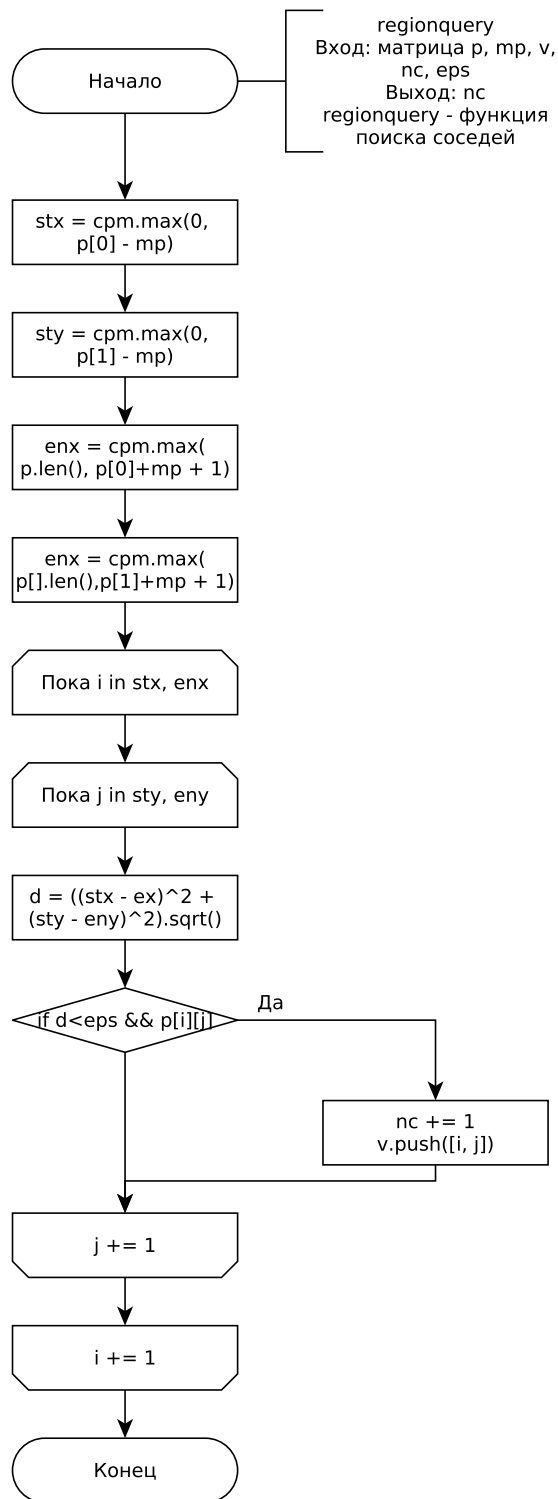 regionquery
Вход: матрица p, mp, v,
nc, eps
Выход: nc
regionquery - функция
поиска соседей
Начало
stx = cpm.max(0,
p[0] - mp)
sty = cpm.max(0,
p[1] - mp)
enx = cpm.max(
p.len(), p[0]+mp + 1)
enx = cpm.max(
p[].len(),p[1]+mp + 1)
Пока i in stx, enx
Пока j in sty, eny
d = ((stx - ex)^2 +
(sty - eny)^2).sqrt()
if d<eps && p[i][j]
Да
nc += 1
v.push([i, j])
j += 1
i += 1
Конец